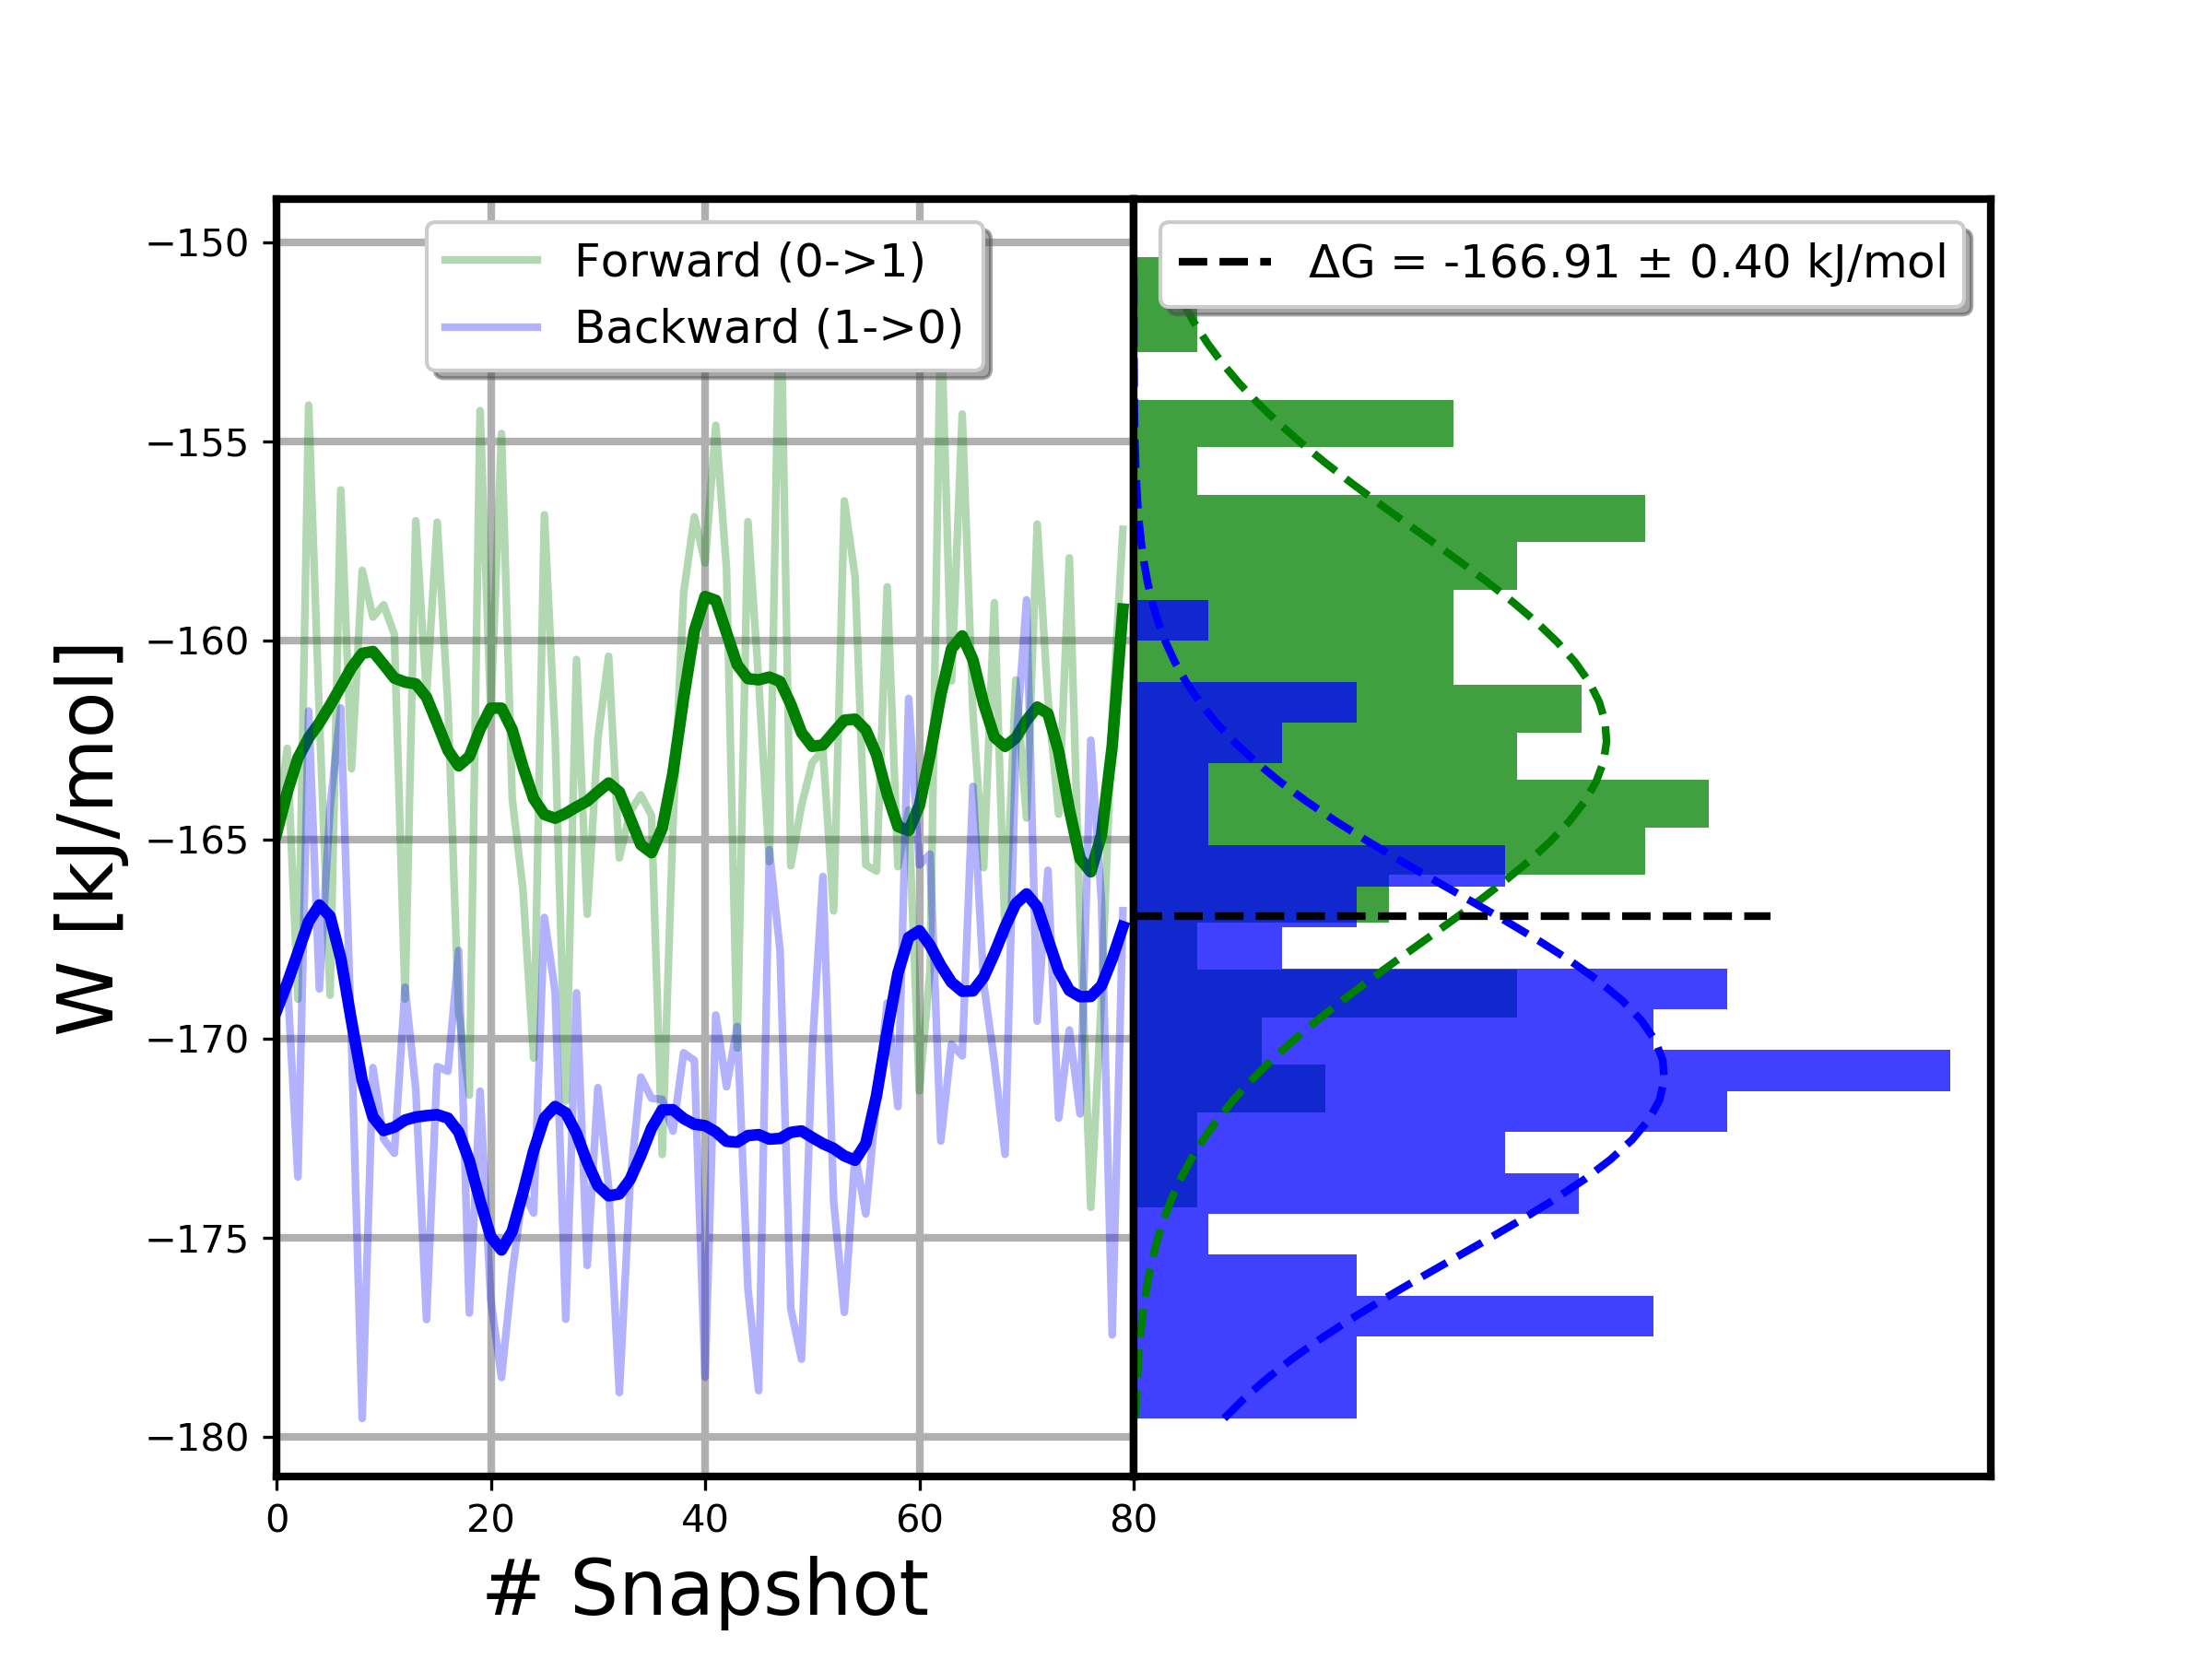 Forward (0->1)
Backward (1->0)
ΔG = -166.91 ± 0.40 kJ/mol
W [kJ/mol]
−150
−155
−160
−165
−170
−175
−180
0 20 40 60 80
# Snapshot